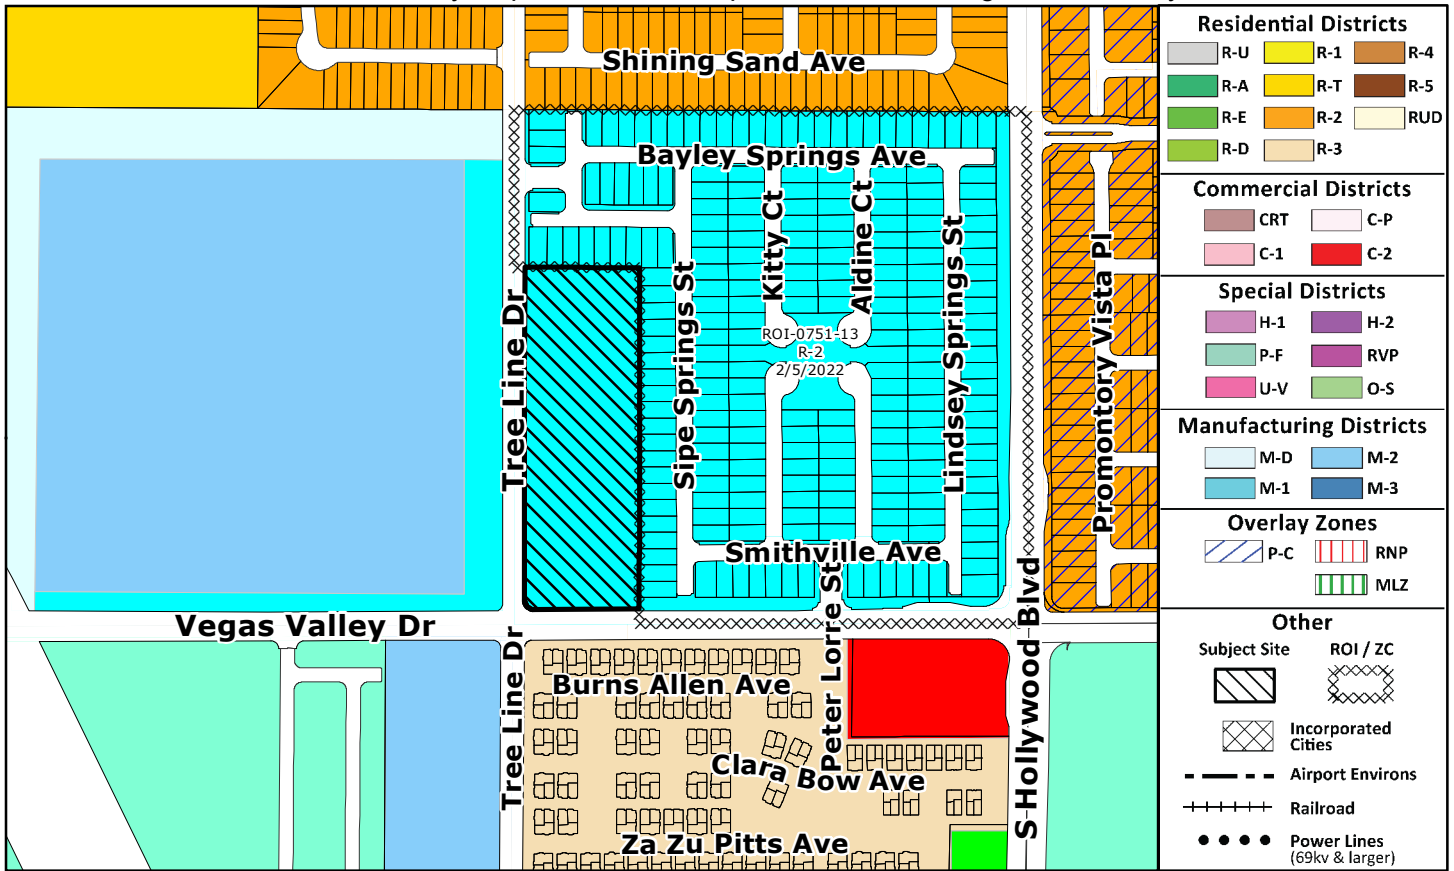 Shining Sand Ave
Bayley Springs Ave
Kitty Ct
Aldine Ct
Lindsey Springs St
Sipe Springs St
Tree Line Dr
Promontory Vista Pl
ROI-0751-13
R-2
2/5/2022
Smithville Ave
Vegas Valley Dr
Tree Line Dr
Peter Lorre St
S Hollywood Blvd
Burns Allen Ave
Clara Bow Ave
Za Zu Pitts Ave
Residential Districts
R-U R-1 R-4
R-A R-T R-5
R-E R-2 RUD
R-D R-3
Commercial Districts
CRT C-P
C-1 C-2
Special Districts
H-1 H-2
P-F RVP
U-V O-S
Manufacturing Districts
M-D M-2
M-1 M-3
Overlay Zones
P-C RNP
MLZ
Other
Subject Site ROI / ZC
Incorporated
Cities
Airport Environs
Railroad
Power Lines
(69kv & larger)